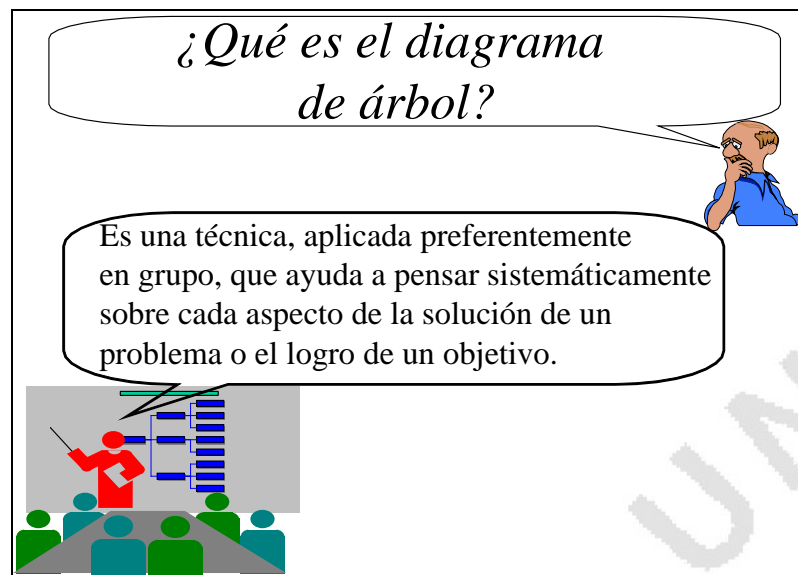 ¿Qué es el diagrama
de árbol?
Es una técnica, aplicada preferentemente
en grupo, que ayuda a pensar sistemáticamente
sobre cada aspecto de la solución de un
problema o el logro de un objetivo.